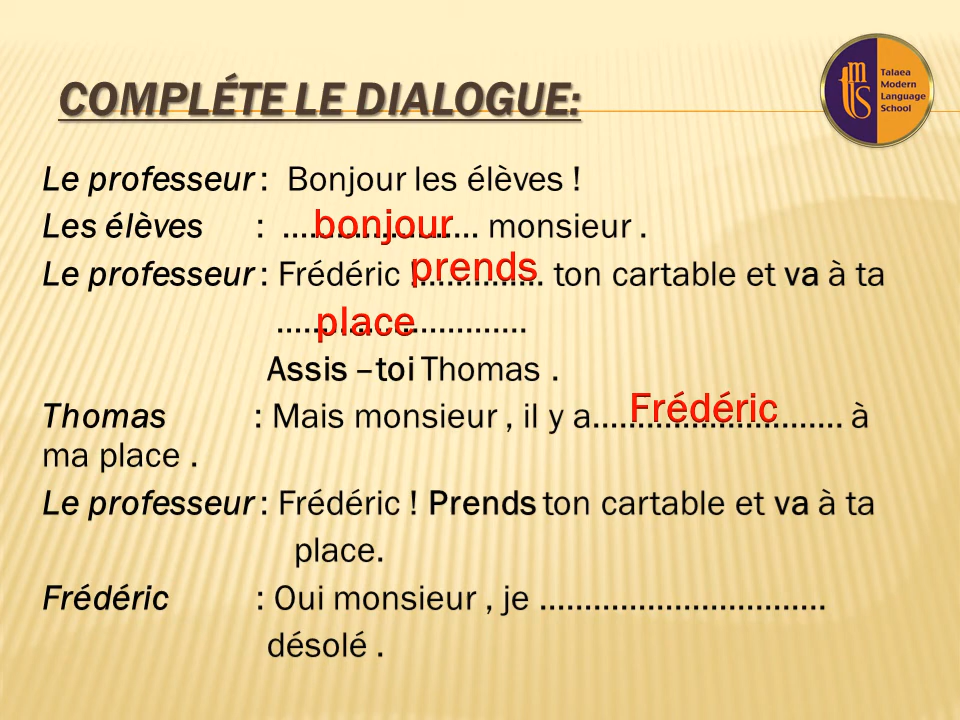 COMPLÉTE LE DIALOGUE:
tmls
Talaea
Modern
Language
School
Le professeur : Bonjour les élèves !
Les élèves : ...bonjour... monsieur .
Le professeur : Frédéric ! prends............. ton cartable et va à ta
......place............
Assis –toi Thomas .
Thomas : Mais monsieur , il y a....Frédéric....... à
ma place .
Le professeur : Frédéric ! Prends ton cartable et va à ta
place.
Frédéric : Oui monsieur , je ................................
désolé .